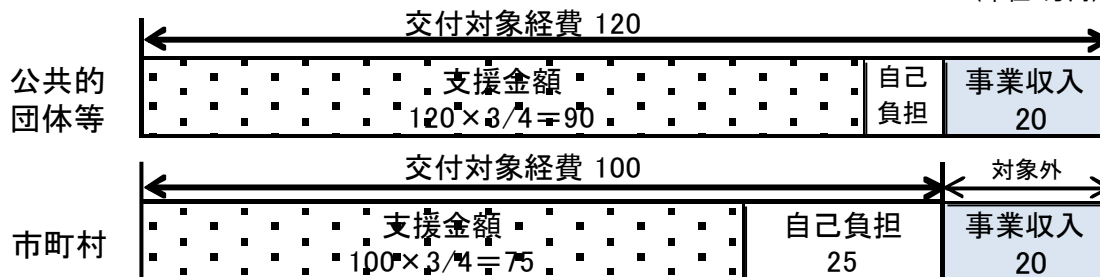 交付対象経費 120
公共的
団体等
支援金額
120×3/4=90
自己
負担
事業収入
20
交付対象経費 100
対象外
市町村
支援金額
100×3/4=75
自己負担
25
事業収入
20